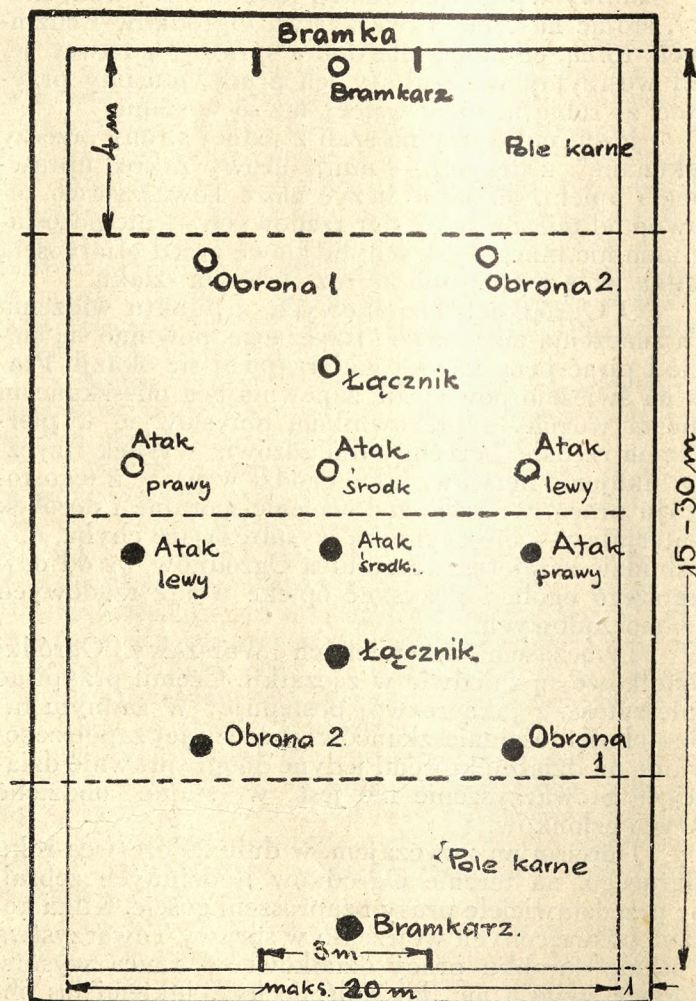 Bramka
Bramkarz
4 m
Pole karne
Obrona 1
Obrona 2
Łącznik
Atak prawy
Atak środk
Atak lewy
15-30 m
Atak lewy
Atak środk..
Atak prawy
Łącznik.
Obrona 2
Obrona 1
Pole karne
Bramkarz.
3 m
maks. 20 m
1